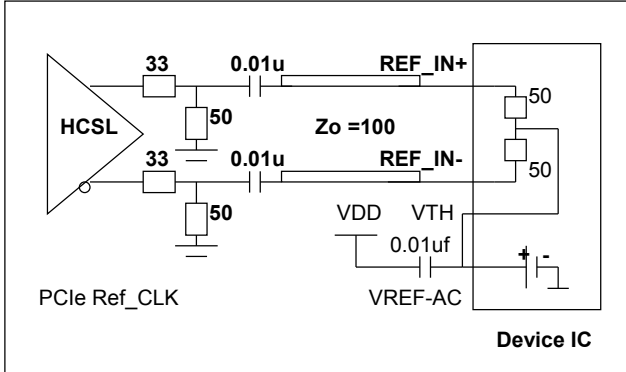 33
0.01u
REF_IN+
50
HCSL
50
Zo =100
33
0.01u
REF_IN-
50
50
VDD
VTH
0.01uf
+
-
PCIe Ref_CLK
VREF-AC
Device IC